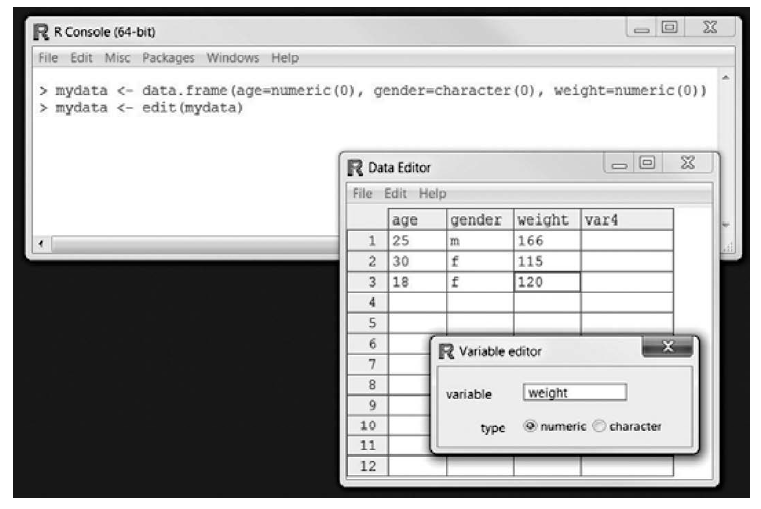 R R Console (64-bit)
File Edit Misc Packages Windows Help
> mydata <- data.frame(age=numeric(0), gender=character(0), weight=numeric(0))
> mydata <- edit(mydata)
R Data Editor
File Edit Help
age gender weight var4
1 25 m 166
2 30 f 115
3 18 f 120
4
5
6
7
8
9
10
11
12
R Variable editor
variable weight
type numeric character